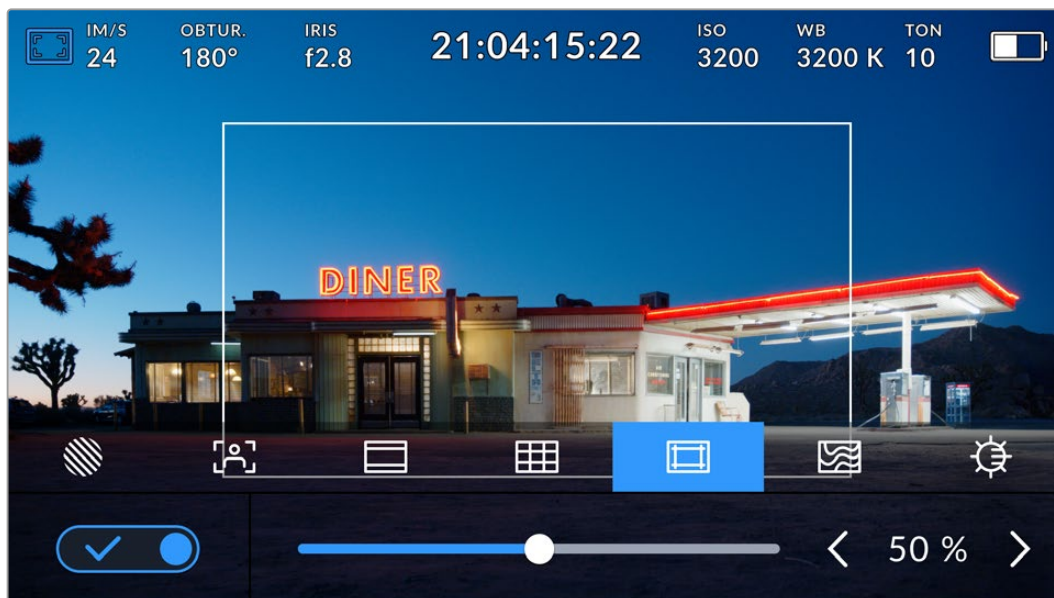 IM/S OBTUR. IRIS 21:04:15:22 ISO WB TON
24 180° f2.8 3200 3200 K 10
DINER
50 %